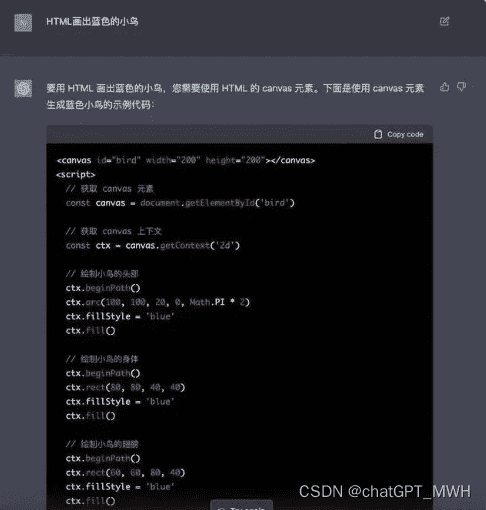 HTML画出蓝色的小鸟
要用 HTML 画出蓝色的小鸟，您需要使用 HTML 的 canvas 元素。下面是使用 canvas 元素
生成蓝色小鸟的示例代码：
Copy code
<canvas id="bird" width="200" height="200"></canvas>
<script>
// 获取 canvas 元素
const canvas = document.getElementById('bird')
// 获取 canvas 上下文
const ctx = canvas.getContext('2d')
// 绘制小鸟的头部
ctx.beginPath()
ctx.arc(100, 100, 20, 0, Math.PI * 2)
ctx.fillStyle = 'blue'
ctx.fill()
// 绘制小鸟的身体
ctx.beginPath()
ctx.rect(80, 80, 40, 40)
ctx.fillStyle = 'blue'
ctx.fill()
// 绘制小鸟的翅膀
ctx.beginPath()
ctx.rect(60, 60, 80, 40)
ctx.fillStyle = 'blue'
ctx.fill()
CSDN @chatGPT_MWH